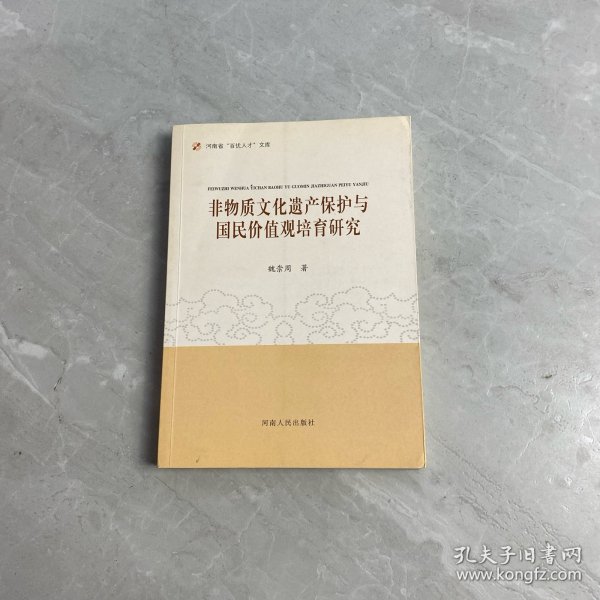 河南省“百优人才”文库
FEIWUZHI WENHUA YICHAN BAOHU YU GUOMIN JIAZHIGUAN PEIYU YANJIU
非物质文化遗产保护与
国民价值观培育研究
魏崇周 著
河南人民出版社
孔夫子旧书网
www.kongfz.com